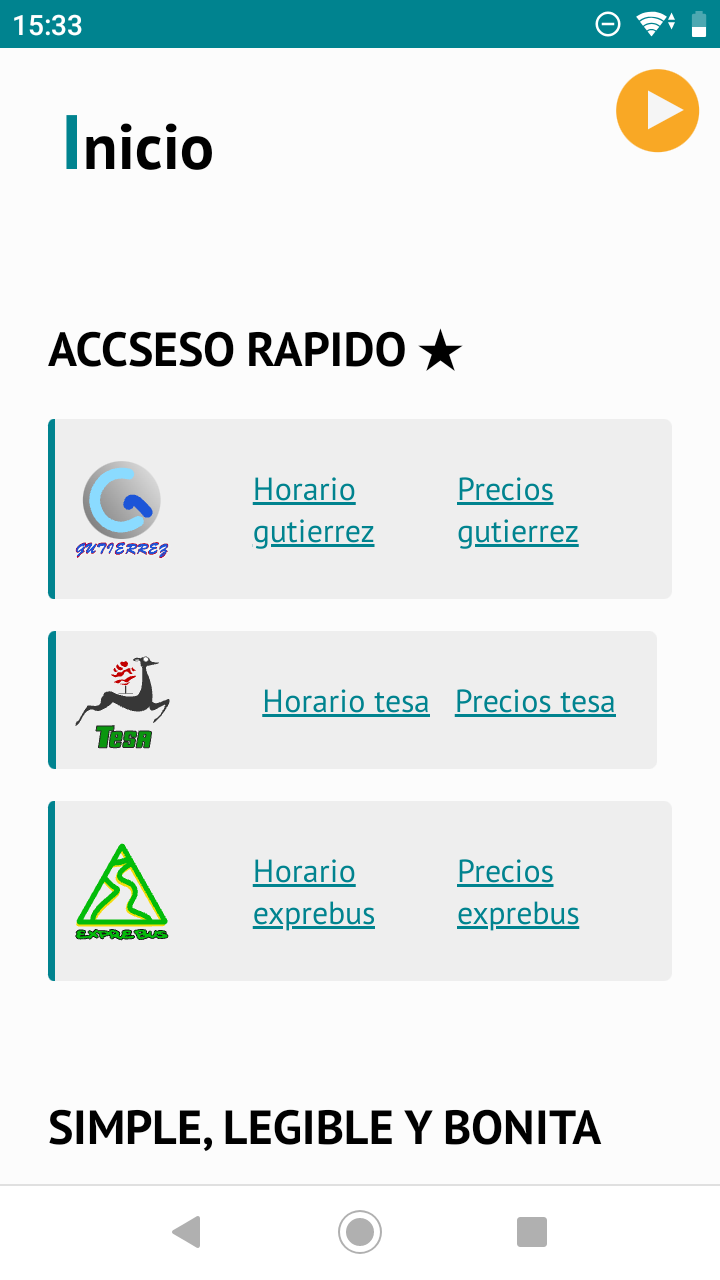 15:33
Inicio
ACCSESO RAPIDO ★
GUTIERREZ
Horario
gutierrez
Precios
gutierrez
Tesa
Horario tesa
Precios tesa
EXPREBUS
Horario
exprebus
Precios
exprebus
SIMPLE, LEGIBLE Y BONITA